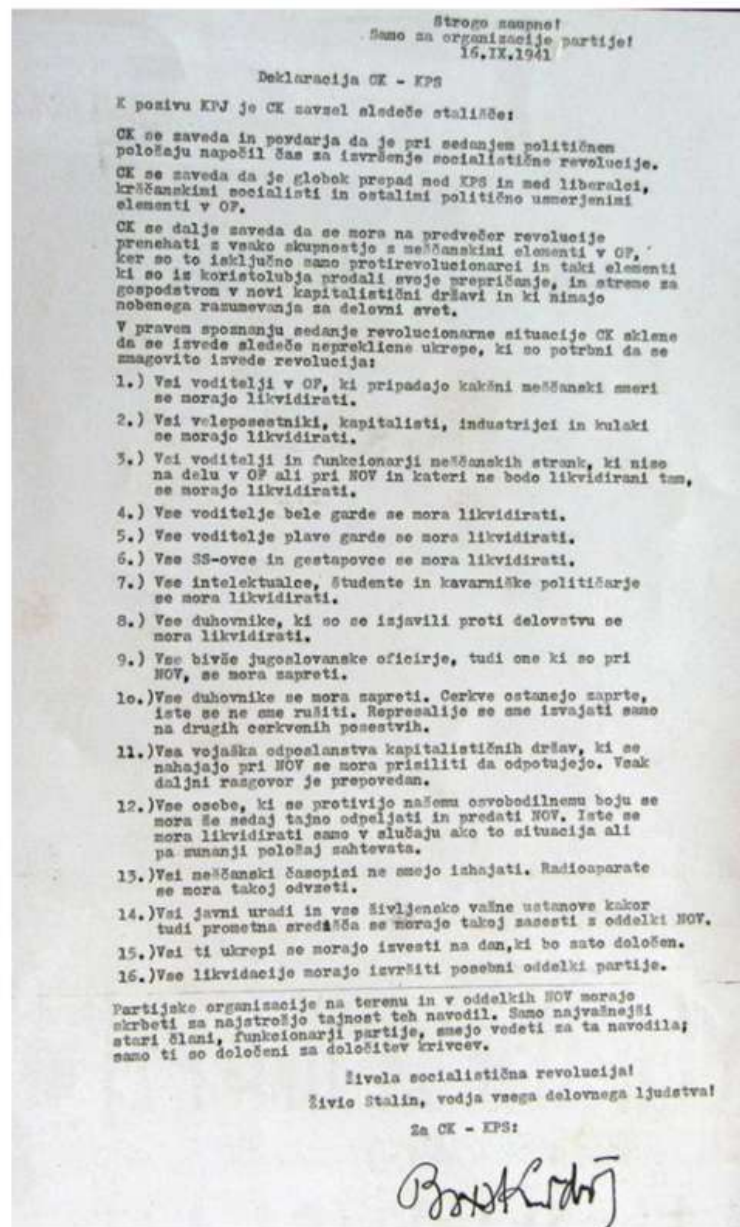 Strogo zaupno!
Samo za organizacije partije!
16.IX.1941
Deklaracija CK - KPS
K pozivu KPJ je CK zavzel sledeče stališče:
CK se zaveda in povdarja da je pri sedanjem političnem
položaju napočil čas za izvršenje socialistične revolucije.
CK se zaveda da je globok prepad med KPS in med liberalci,
krščanskimi socialisti in ostalimi politično usmerjenimi
elementi v OF.
CK se dalje zaveda da se mora na predvečer revolucije
prenehati z vsako skupnostjo z meščanskimi elementi v OF,
ker so to izključno samo protirevolucionarci in taki elementi
ki so iz koristolubja prodali svoje prepričanje, in streme za
gospodstvom v novi kapitalistični državi in ki nimajo
nobenega razumevanja za delovni svet.
V pravem spoznanju sedanje revolucionarne situacije CK sklene
da se izvede sledeče nepreklicne ukrepe, ki so potrbni da se
zmagovito izvede revolucija:
1.) Vsi voditelji v OF, ki pripadajo kakšni meščanski smeri
se morajo likvidirati.
2.) Vsi veleposestniki, kapitalisti, industrijci in kulaki
se morajo likvidirati.
3.) Vsi voditelji in funkcionarji meščanskih strank, ki niso
na delu v OF ali pri NOV in kateri ne bodo likvidirani tam,
se morajo likvidirati.
4.) Vse voditelje bele garde se mora likvidirati.
5.) Vse voditelje plave garde se mora likvidirati.
6.) Vse SS-ovce in gestapovce se mora likvidirati.
7.) Vse intelektualce, študente in kavarniške političarje
se mora likvidirati.
8.) Vse duhovnike, ki so se izjavili proti delovstvu se
mora likvidirati.
9.) Vse bivše jugoslovanske oficirje, tudi one ki so pri
NOV, se mora zapreti.
1o.)Vse duhovnike se mora zapreti. Cerkve ostanejo zaprte,
iste se ne sme rušiti. Represalije se sme izvajati samo
na drugih cerkvenih posestvih.
11.)Vsa vojaška odposlanstva kapitalističnih držav, ki se
nahajajo pri NOV se mora prisiliti da odpotujejo. Vsak
daljni razgovor je prepovedan.
12.)Vse osebe, ki se protivijo našemu osvobodilnemu boju se
mora še sedaj tajno odpeljati in predati NOV. Iste se
mora likvidirati samo v slučaju ako to situacija ali
pa zunanji položaj zahtevata.
13.)Vsi meščanski časopisi ne smejo izhajati. Radioaparate
se mora takoj odvzeti.
14.)Vsi javni uradi in vse življensko važne ustanove kakor
tudi prometna središča se morajo takoj zasesti z oddelki NOV.
15.)Vsi ti ukrepi se morajo izvesti na dan,ki bo zato določen.
16.)Vse likvidacije morajo izvršiti posebni oddelki partije.
Partijske organizacije na terenu in v oddelkih NOV morajo
skrbeti za najstrožjo tajnost teh navodil. Samo najvažnejši
stari člani, funkcionarji partije, smejo vedeti za ta navodila;
samo ti so določeni za določitev krivcev.
Živela socialistična revolucija!
Živio Stalin, vodja vsega delovnega ljudstva!
Za CK - KPS: